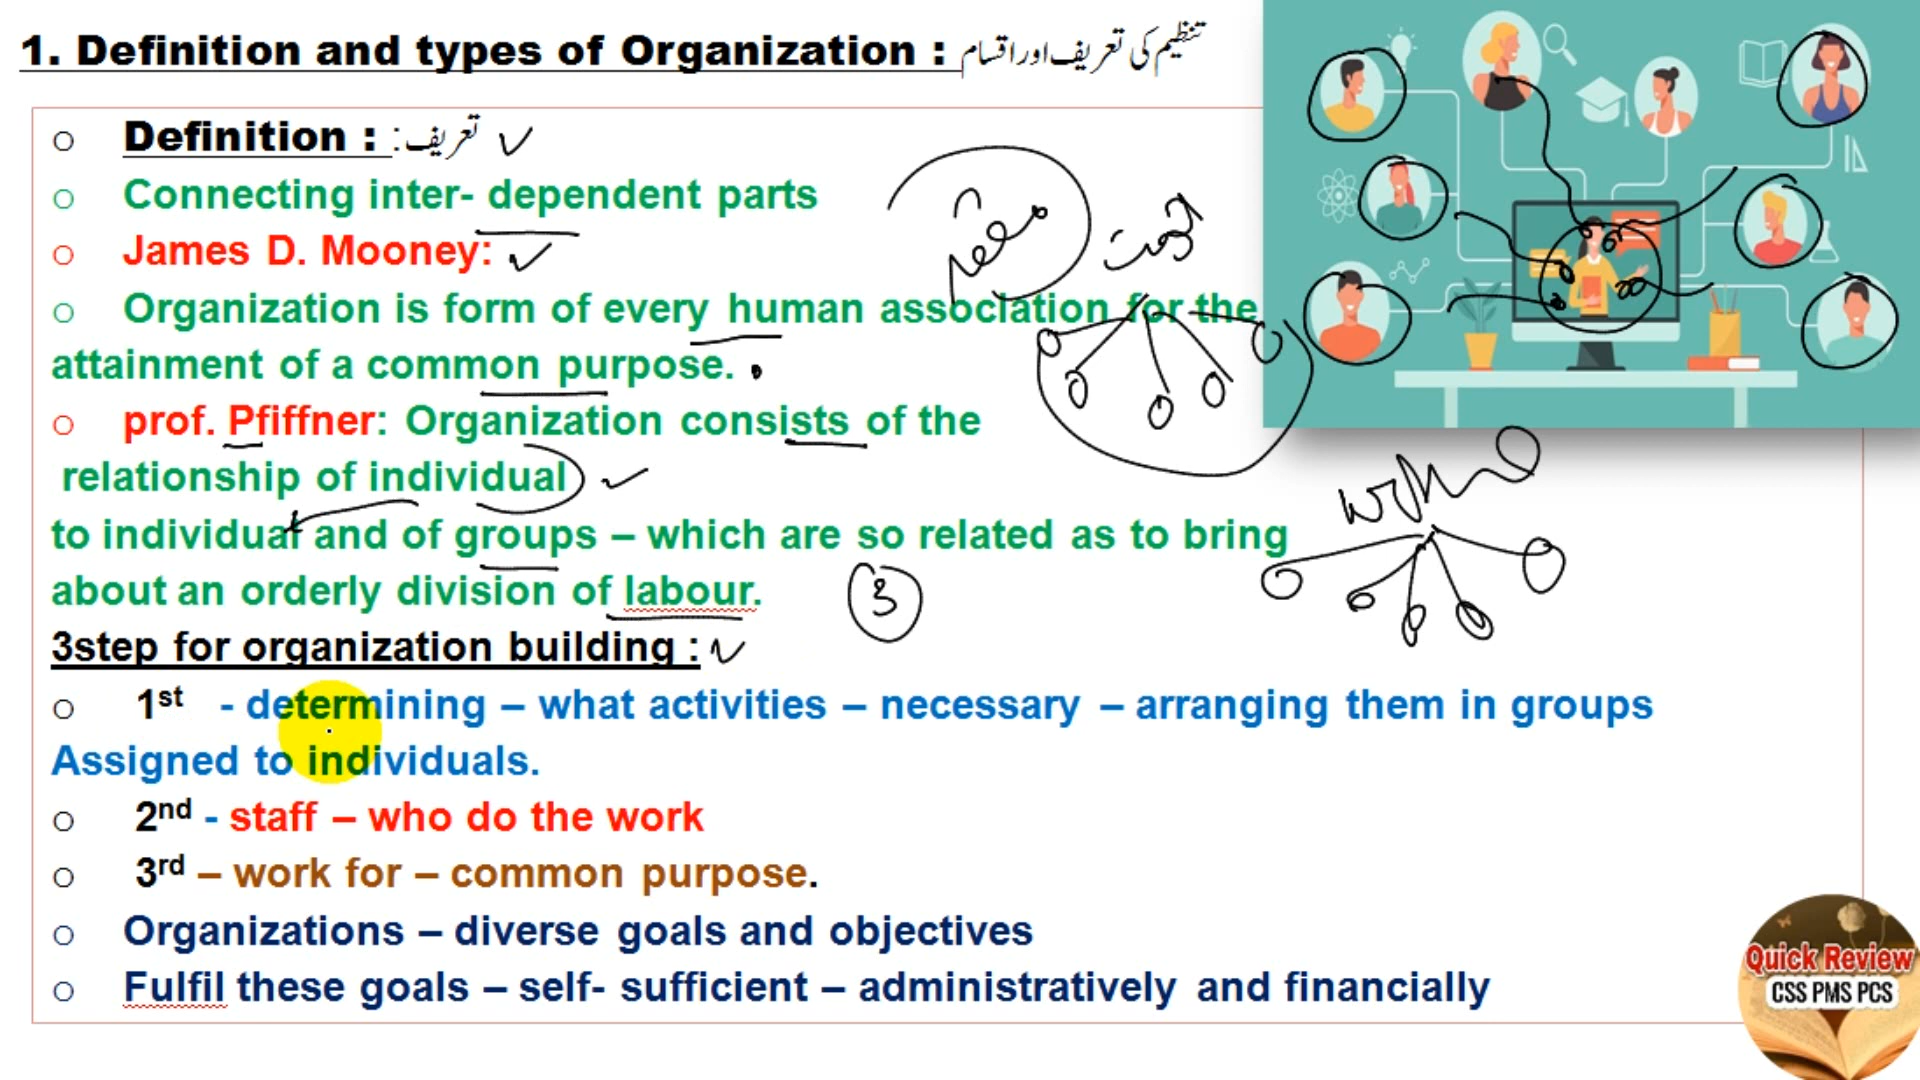 1. Definition and types of Organization : تنظیم کی تعریف اور اقسام
Definition : : تعریف
Connecting inter- dependent parts
James D. Mooney:
Organization is form of every human association for the
attainment of a common purpose.
prof. Pfiffner: Organization consists of the
relationship of individual
to individual and of groups – which are so related as to bring
about an orderly division of labour.
3
3step for organization building :
1st - determining – what activities – necessary – arranging them in groups
Assigned to individuals.
2nd - staff – who do the work
3rd – work for – common purpose.
Organizations – diverse goals and objectives
Fulfil these goals – self- sufficient – administratively and financially
Quick Review
CSS PMS PCS